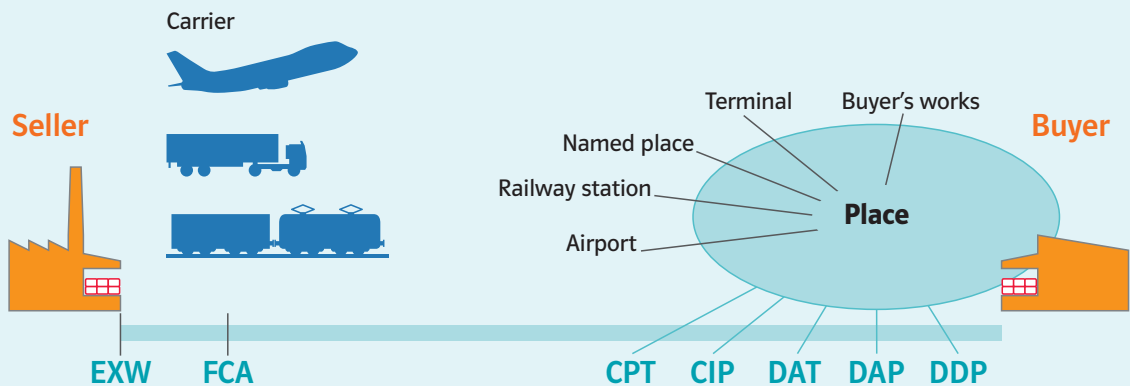 Carrier
Seller
Terminal
Buyer's works
Buyer
Named place
Railway station
Place
Airport
EXW
FCA
CPT
CIP
DAT
DAP
DDP